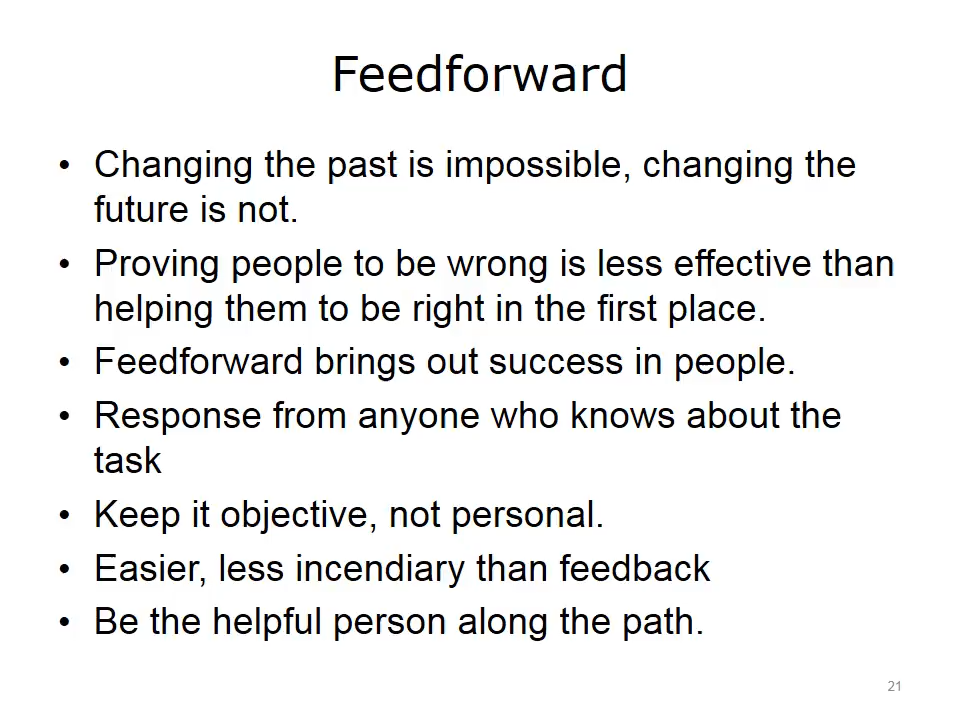 Feedforward
• Changing the past is impossible, changing the
future is not.
• Proving people to be wrong is less effective than
helping them to be right in the first place.
• Feedforward brings out success in people.
• Response from anyone who knows about the
task
• Keep it objective, not personal.
• Easier, less incendiary than feedback
• Be the helpful person along the path.
21